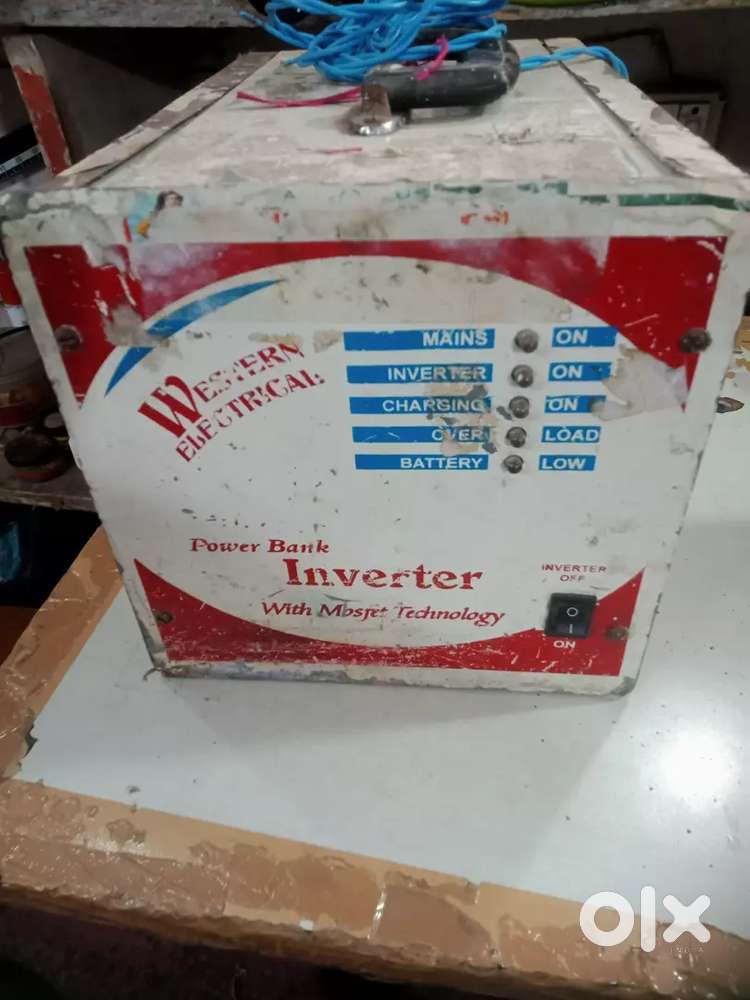 WESTERN
ELECTRICAL
MAINS ON
INVERTER ON
CHARGING ON
OVER LOAD
BATTERY LOW
Power Bank
Inverter
With Mosfet Technology
INVERTER
OFF
O
I
ON
olx